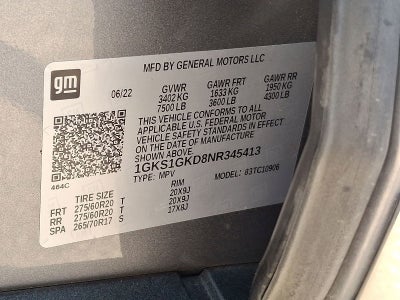 gm
MFD BY GENERAL MOTORS LLC
06/22 GVWR GAWR FRT GAWR RR
3402 KG 1633 KG 1950 KG
7500 LB 3600 LB 4300 LB
THIS VEHICLE CONFORMS TO ALL
APPLICABLE U.S. FEDERAL MOTOR
VEHICLE SAFETY STANDARDS IN
EFFECT ON THE DATE OF MANUFACTURE
SHOWN ABOVE.
1GKS1GKD8NR345413
TYPE: MPV MODEL: 83TC10906
484C
TIRE SIZE RIM
FRT 275/60R20 T 20X9J
RR 275/60R20 T 20X9J
SPA 265/70R17 S 17X8J